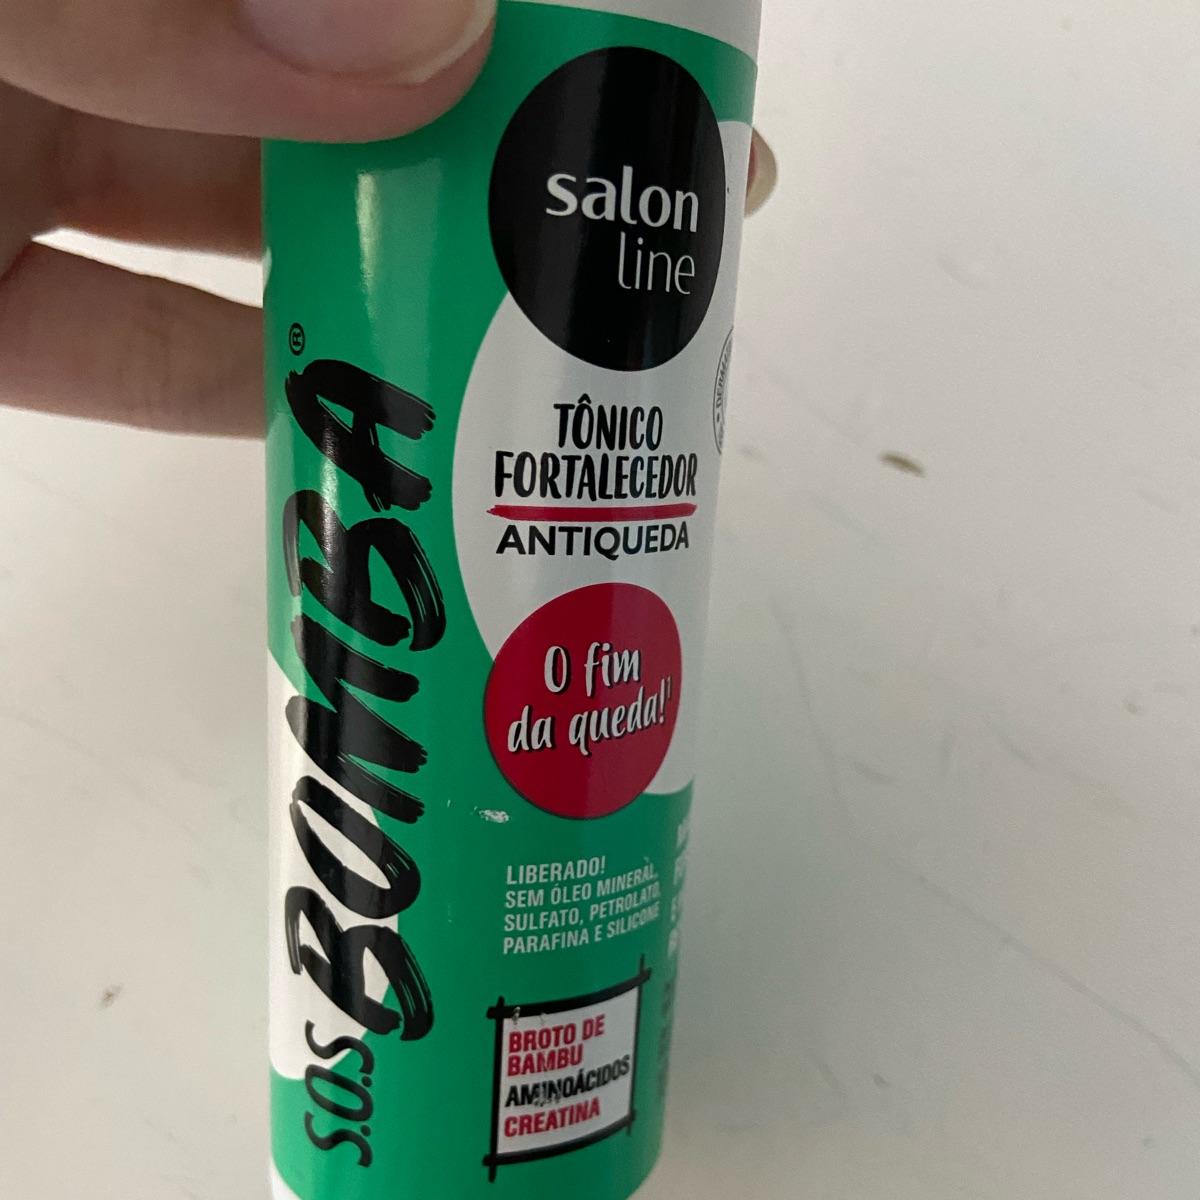 salon
line
TÔNICO
FORTALECEDOR
ANTIQUEDA
O fim
da queda!¹
LIBERADO!
SEM ÓLEO MINERAL,
SULFATO, PETROLATO,
PARAFINA E SILICONE
BROTO DE
BAMBU
AMINOÁCIDOS
CREATINA
S.O.S BOMBA®